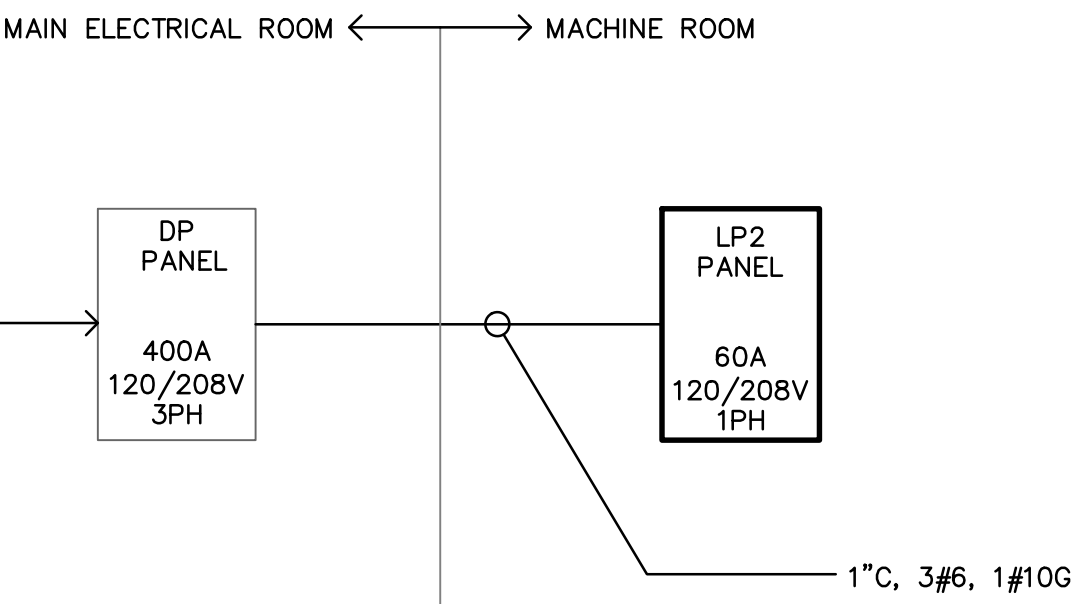 MAIN ELECTRICAL ROOM
MACHINE ROOM
DP
PANEL
400A
120/208V
3PH
LP2
PANEL
60A
120/208V
1PH
1"C, 3#6, 1#10G